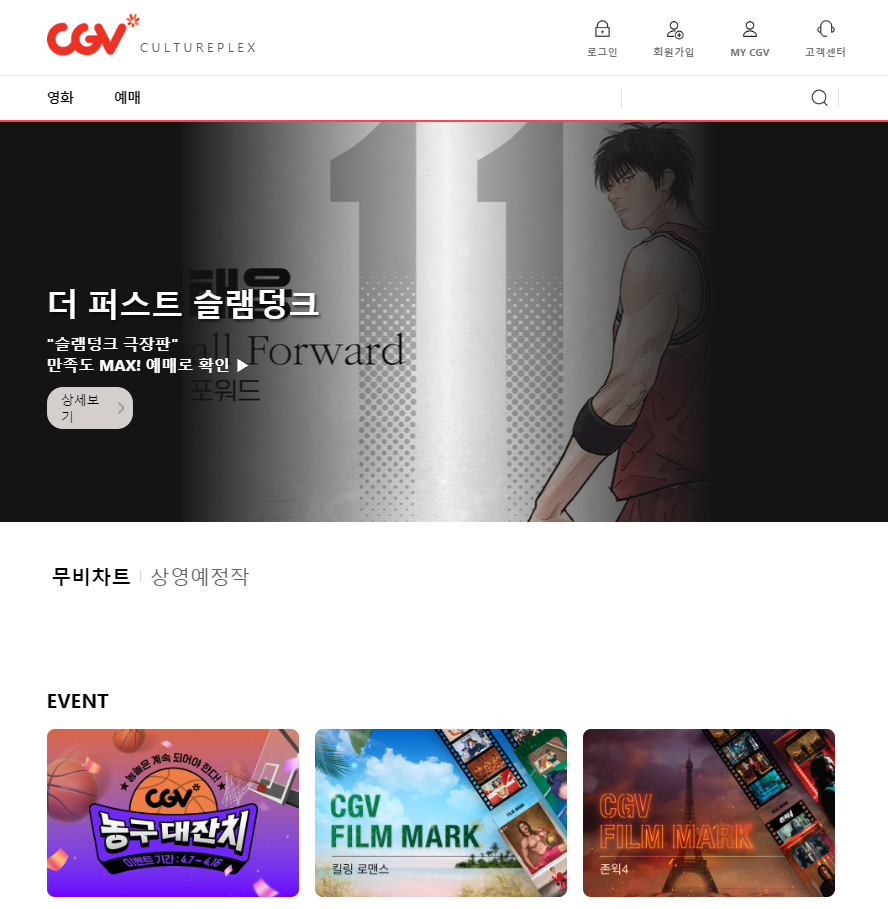 CGV CULTUREPLEX
로그인
회원가입
MY CGV
고객센터
영화
예매
11
더 퍼스트 슬램덩크
all Forward
"슬램덩크 극장판"
만족도 MAX! 예매로 확인 ▶
포워드
상세보
기
무비차트
상영예정작
EVENT
★농놀은 계속 되어야 한다!★
CGV
농구대잔치
이벤트 기간 : 4.7 ~ 4.16
CGV
FILM MARK
킬링 로맨스
CGV
FILM MARK
존윅4